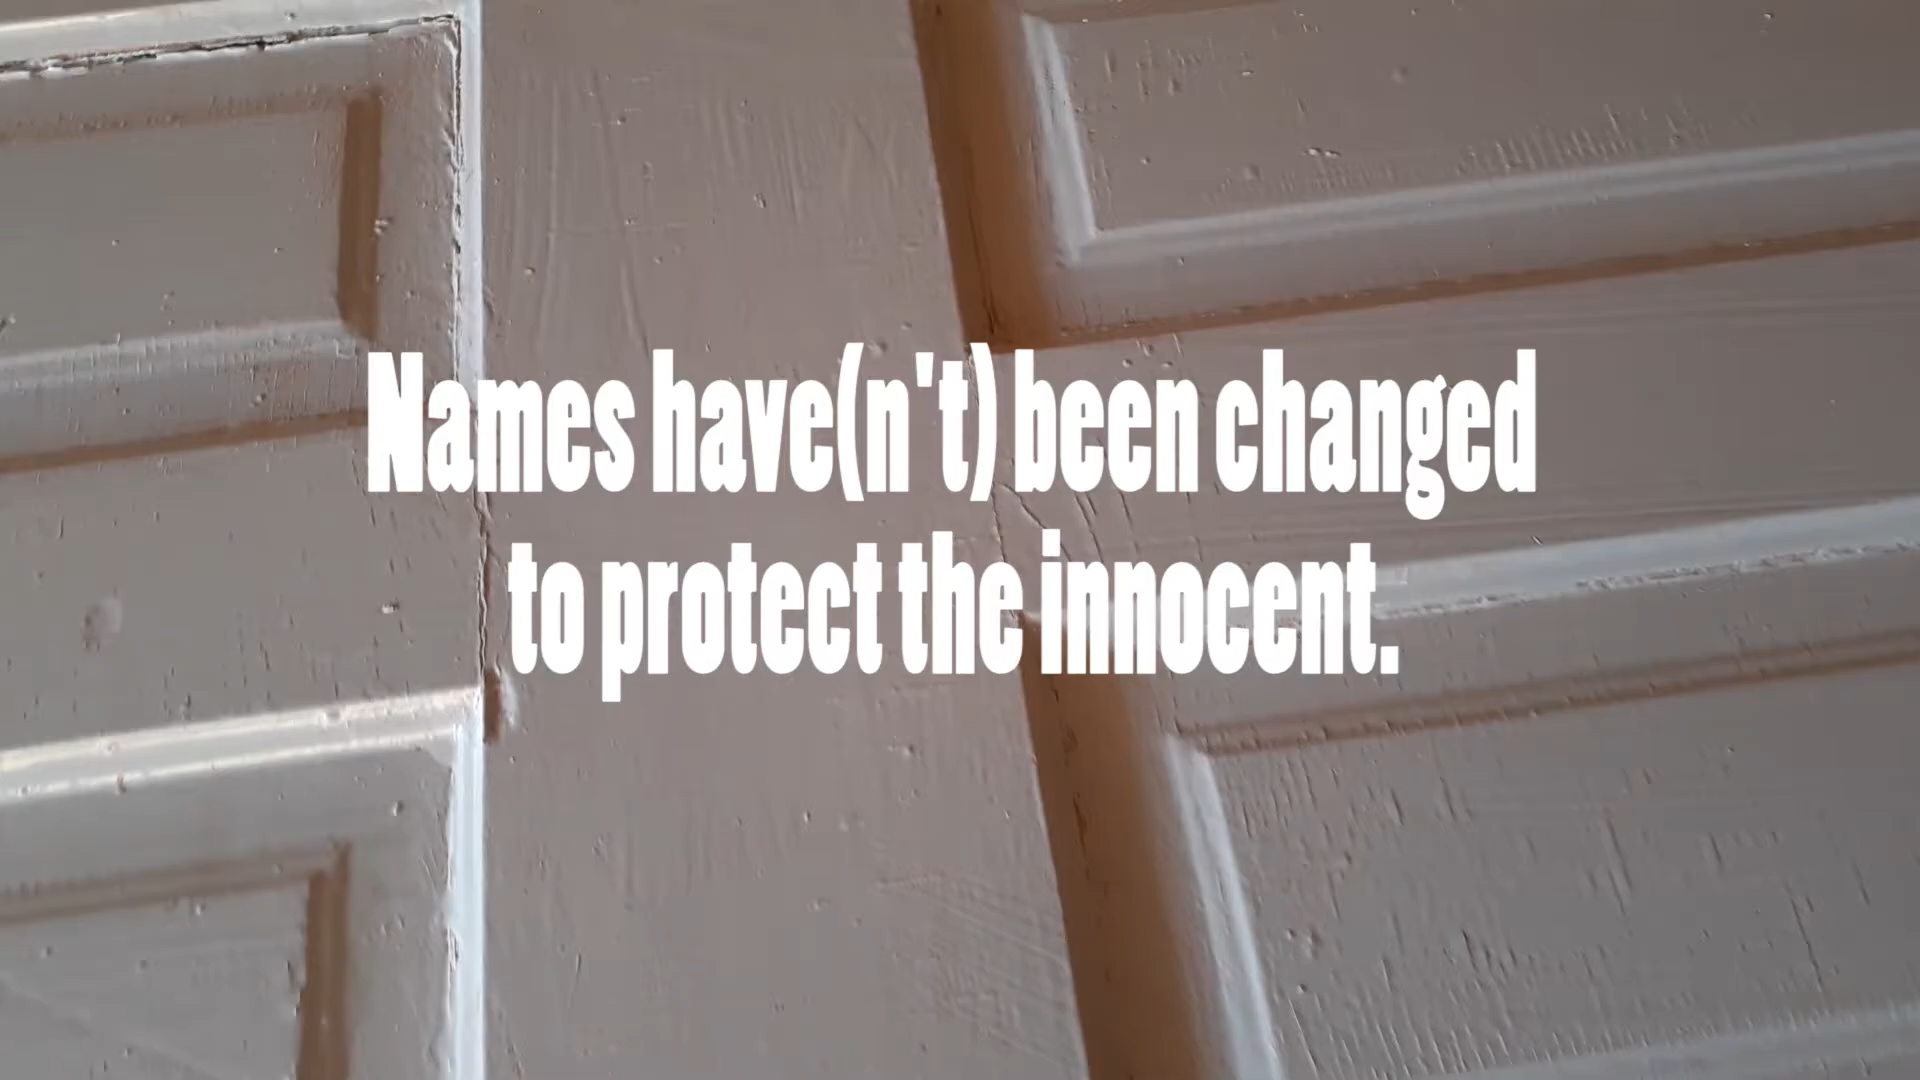 Names have(n't) been changed
to protect the innocent.